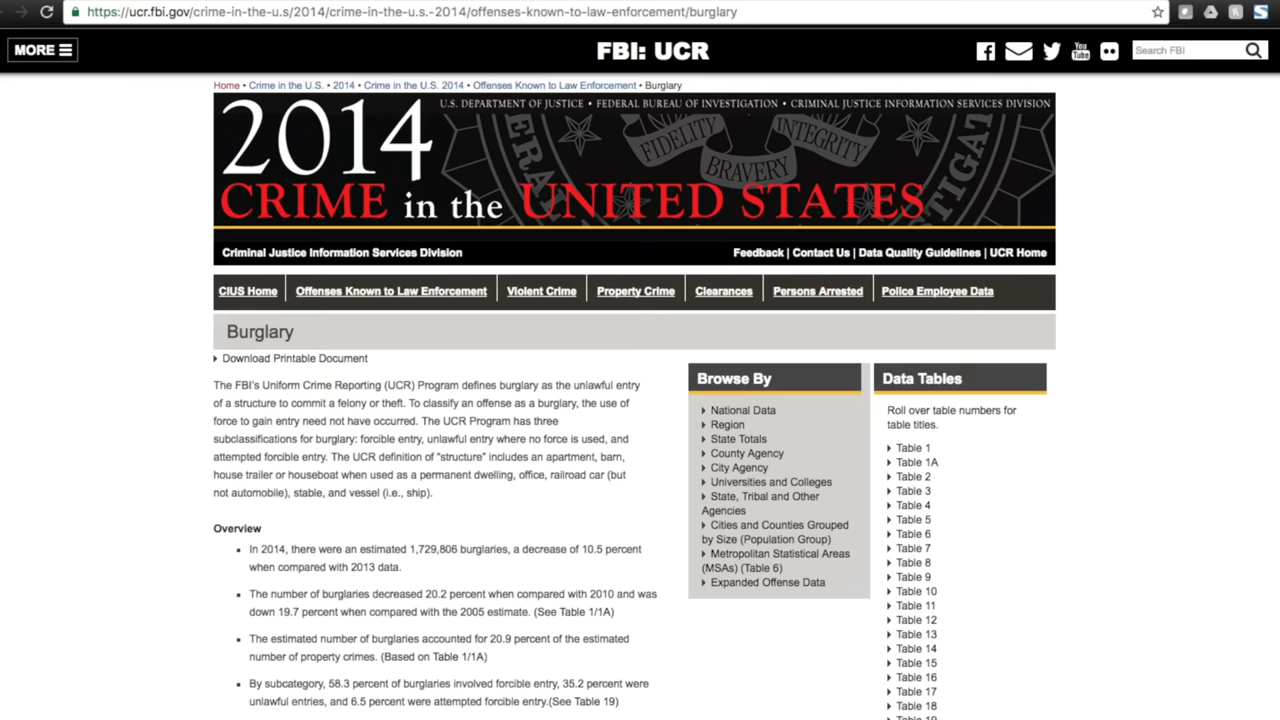 https://ucr.fbi.gov/crime-in-the-u.s/2014/crime-in-the-u.s.-2014/offenses-known-to-law-enforcement/burglary
MORE
FBI: UCR
You
Tube
Search FBI
Home • Crime in the U.S. • 2014 • Crime in the U.S. 2014 • Offenses Known to Law Enforcement • Burglary
U.S. DEPARTMENT OF JUSTICE • FEDERAL BUREAU OF INVESTIGATION • CRIMINAL JUSTICE INFORMATION SERVICES DIVISION
2014
FIDELITY
BRAVERY
INTEGRITY
CRIME in the UNITED STATES
Criminal Justice Information Services Division
Feedback | Contact Us | Data Quality Guidelines | UCR Home
CIUS Home
Offenses Known to Law Enforcement
Violent Crime
Property Crime
Clearances
Persons Arrested
Police Employee Data
Burglary
Download Printable Document
The FBI's Uniform Crime Reporting (UCR) Program defines burglary as the unlawful entry
of a structure to commit a felony or theft. To classify an offense as a burglary, the use of
force to gain entry need not have occurred. The UCR Program has three
subclassifications for burglary: forcible entry, unlawful entry where no force is used, and
attempted forcible entry. The UCR definition of "structure" includes an apartment, barn,
house trailer or houseboat when used as a permanent dwelling, office, railroad car (but
not automobile), stable, and vessel (i.e., ship).
Overview
In 2014, there were an estimated 1,729,806 burglaries, a decrease of 10.5 percent
when compared with 2013 data.
The number of burglaries decreased 20.2 percent when compared with 2010 and was
down 19.7 percent when compared with the 2005 estimate. (See Table 1/1A)
The estimated number of burglaries accounted for 20.9 percent of the estimated
number of property crimes. (Based on Table 1/1A)
By subcategory, 58.3 percent of burglaries involved forcible entry, 35.2 percent were
unlawful entries, and 6.5 percent were attempted forcible entry.(See Table 19)
Browse By
National Data
Region
State Totals
County Agency
City Agency
Universities and Colleges
State, Tribal and Other
Agencies
Cities and Counties Grouped
by Size (Population Group)
Metropolitan Statistical Areas
(MSAs) (Table 6)
Expanded Offense Data
Data Tables
Roll over table numbers for
table titles.
Table 1
Table 1A
Table 2
Table 3
Table 4
Table 5
Table 6
Table 7
Table 8
Table 9
Table 10
Table 11
Table 12
Table 13
Table 14
Table 15
Table 16
Table 17
Table 18